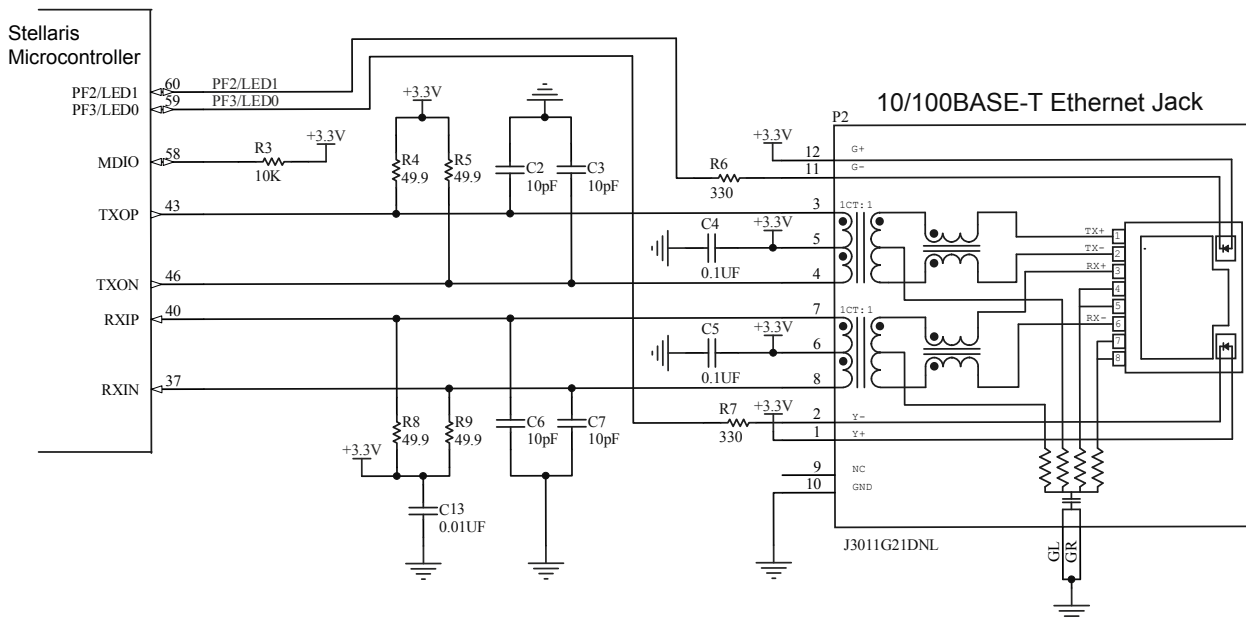 Stellaris
Microcontroller
PF2/LED1
60
PF2/LED1
PF3/LED0
59
PF3/LED0
MDIO
58
R3
10K
+3.3V
TXOP
43
TXON
46
RXIP
40
RXIN
37
+3.3V
R4
49.9
R5
49.9
C2
10pF
C3
10pF
R6
330
+3.3V
C4
0.1UF
+3.3V
C5
0.1UF
+3.3V
R7
330
+3.3V
R8
49.9
R9
49.9
C6
10pF
C7
10pF
+3.3V
C13
0.01UF
10/100BASE-T Ethernet Jack
P2
12
G+
11
G-
3
1CT:1
5
4
7
1CT:1
6
8
2
Y-
1
Y+
9
NC
10
GND
TX+
1
TX-
2
RX+
3
4
5
RX-
6
7
8
J3011G21DNL
GL
GR